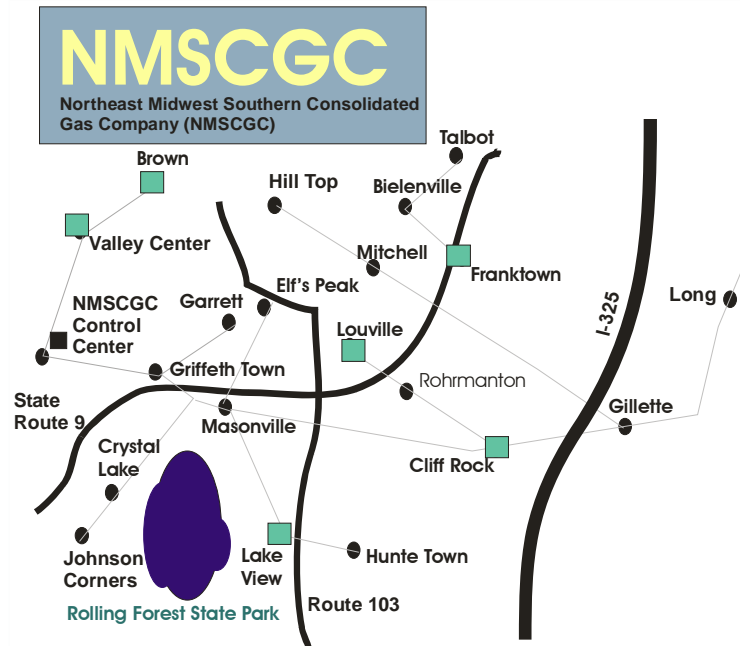 NMSCGC
Northeast Midwest Southern Consolidated
Gas Company (NMSCGC)
Talbot
Brown
Hill Top
Bielenville
Valley Center
Mitchell
Franktown
Elf's Peak
NMSCGC
Control
Center
Garrett
Long
I-325
Louville
Griffeth Town
Rohrmanton
State
Route 9
Gillette
Masonville
Crystal
Lake
Cliff Rock
Johnson
Corners
Lake
View
Hunte Town
Route 103
Rolling Forest State Park